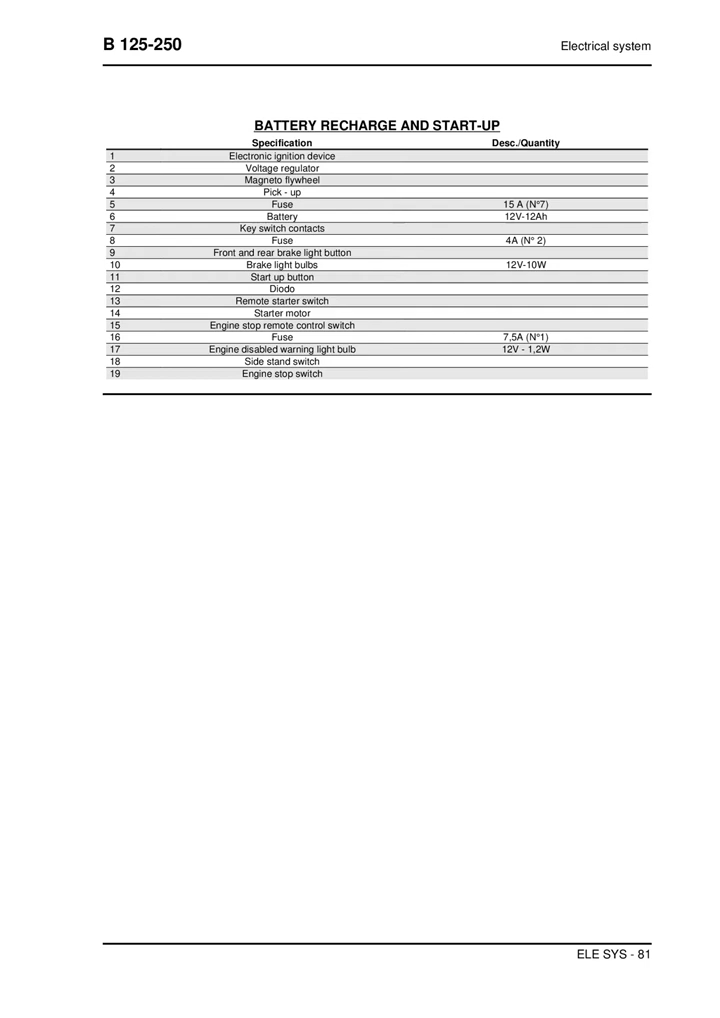 B 125-250 Electrical system
BATTERY RECHARGE AND START-UP
Specification Desc./Quantity
1 Electronic ignition device
2 Voltage regulator
3 Magneto flywheel
4 Pick - up
5 Fuse 15 A (N°7)
6 Battery 12V-12Ah
7 Key switch contacts
8 Fuse 4A (N° 2)
9 Front and rear brake light button
10 Brake light bulbs 12V-10W
11 Start up button
12 Diodo
13 Remote starter switch
14 Starter motor
15 Engine stop remote control switch
16 Fuse 7,5A (N°1)
17 Engine disabled warning light bulb 12V - 1,2W
18 Side stand switch
19 Engine stop switch
ELE SYS - 81